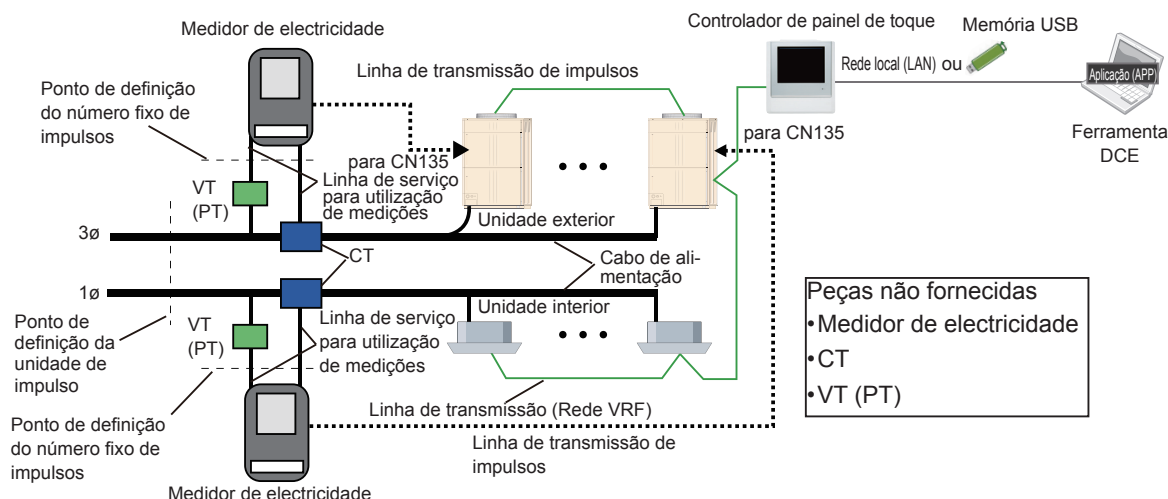 Medidor de electricidade
Controlador de painel de toque
Memória USB
Linha de transmissão de impulsos
Rede local (LAN) ou
Aplicação (APP)
Ponto de definição
do número fixo de
impulsos
para CN135
para CN135
Ferramenta
DCE
VT
(PT)
Linha de serviço
para utilização
de medições
Unidade exterior
3ø
CT
Cabo de ali-
mentação
1ø
Unidade interior
Peças não fornecidas
•Medidor de electricidade
•CT
•VT (PT)
Ponto de
definição da
unidade de
impulso
VT
(PT)
Linha de serviço
para utilização
de medições
Linha de transmissão (Rede VRF)
Ponto de definição
do número fixo de
impulsos
Linha de transmissão de
impulsos
Medidor de electricidade